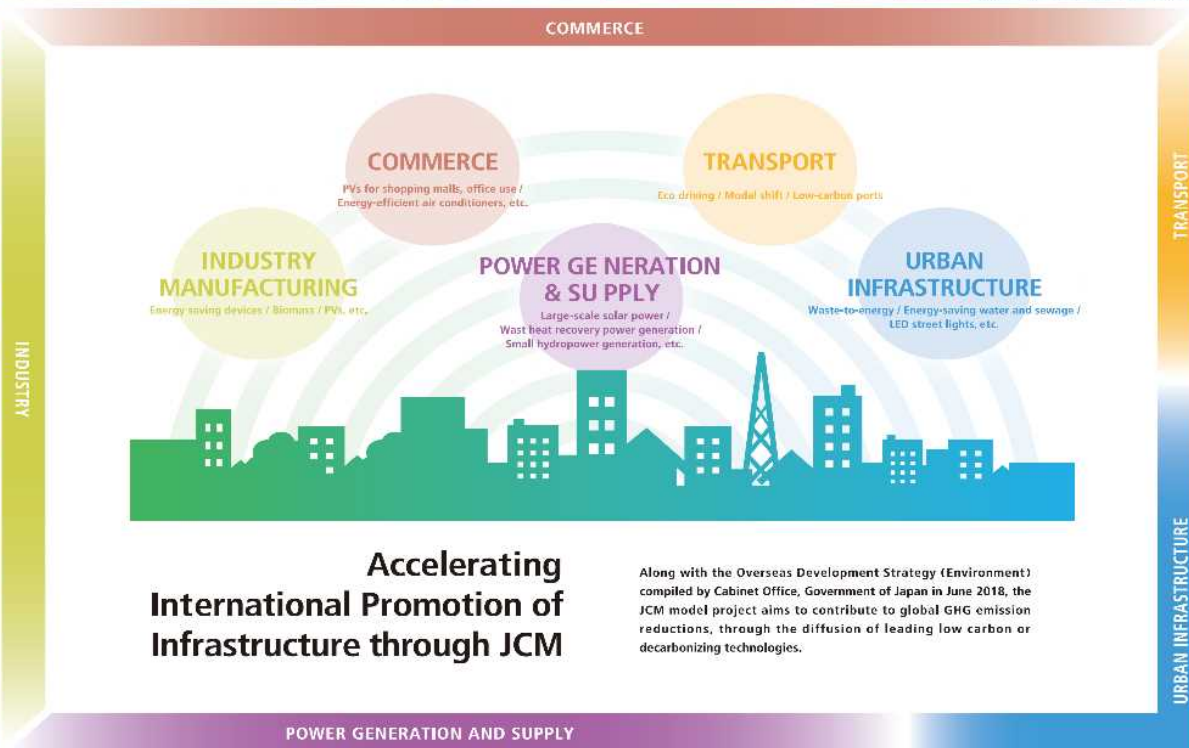 COMMERCE
COMMERCE
PVs for shopping malls, office use /
Energy-efficient air conditioners, etc.
TRANSPORT
Eco driving / Modal shift / Low-carbon ports
INDUSTRY
MANUFACTURING
Energy saving devices / Biomass / PVs, etc.
POWER GE NERATION
& SU PPLY
Large-scale solar power /
Wast heat recovery power generation /
Small hydropower generation, etc.
URBAN
INFRASTRUCTURE
Waste-to-energy / Energy-saving water and sewage /
LED street lights, etc.
INDUSTRY
TRANSPORT
URBAN INFRASTRUCTURE
Accelerating
International Promotion of
Infrastructure through JCM
Along with the Overseas Development Strategy (Environment)
compiled by Cabinet Office, Government of Japan in June 2018, the
JCM model project aims to contribute to global GHG emission
reductions, through the diffusion of leading low carbon or
decarbonizing technologies.
POWER GENERATION AND SUPPLY